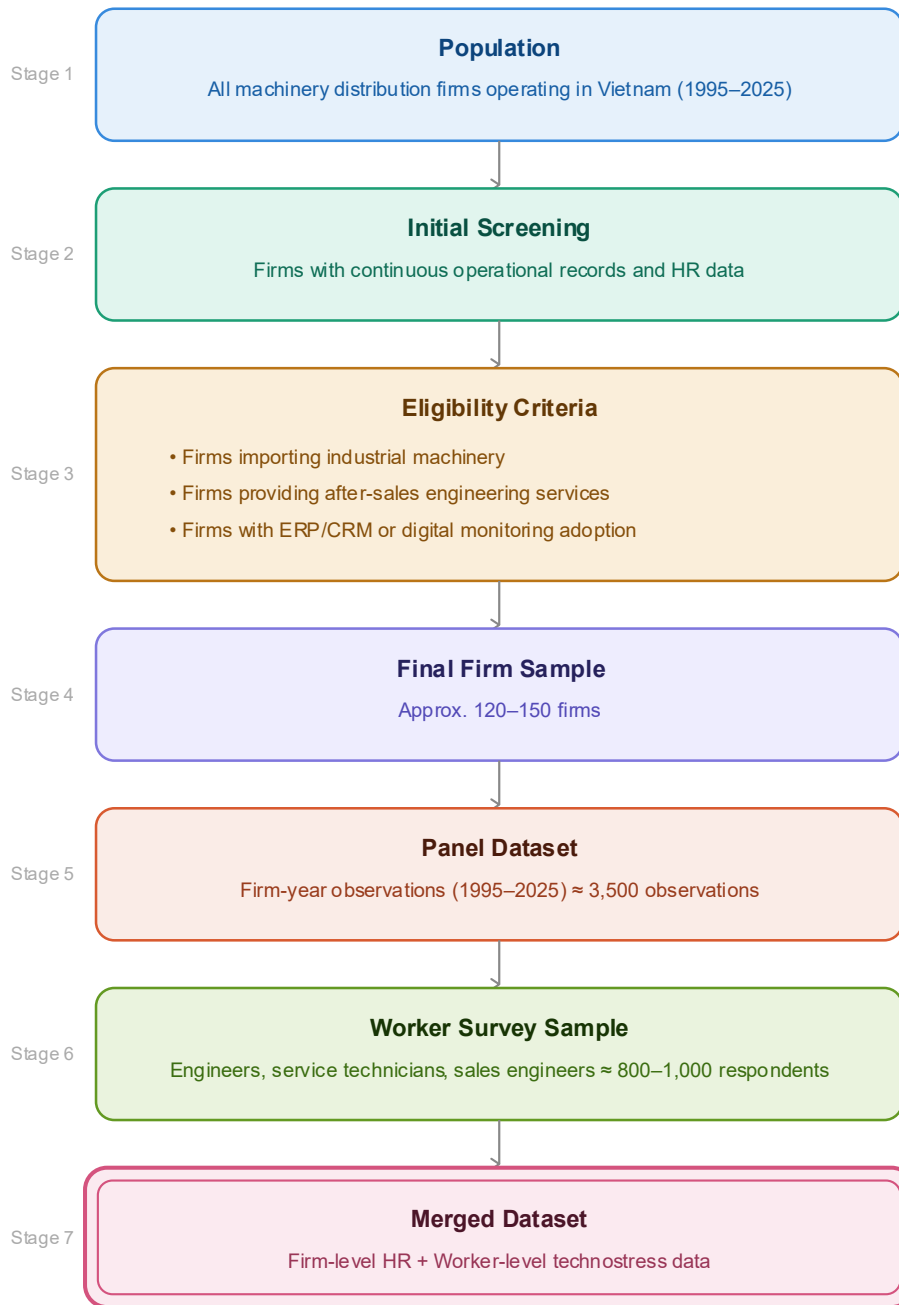 Population
Stage 1
All machinery distribution firms operating in Vietnam (1995–2025)
Initial Screening
Stage 2
Firms with continuous operational records and HR data
Eligibility Criteria
• Firms importing industrial machinery
Stage 3
• Firms providing after-sales engineering services
• Firms with ERP/CRM or digital monitoring adoption
Final Firm Sample
Stage 4
Approx. 120–150 firms
Panel Dataset
Stage 5
Firm-year observations (1995–2025) ≈ 3,500 observations
Worker Survey Sample
Stage 6
Engineers, service technicians, sales engineers ≈ 800–1,000 respondents
Merged Dataset
Stage 7
Firm-level HR + Worker-level technostress data